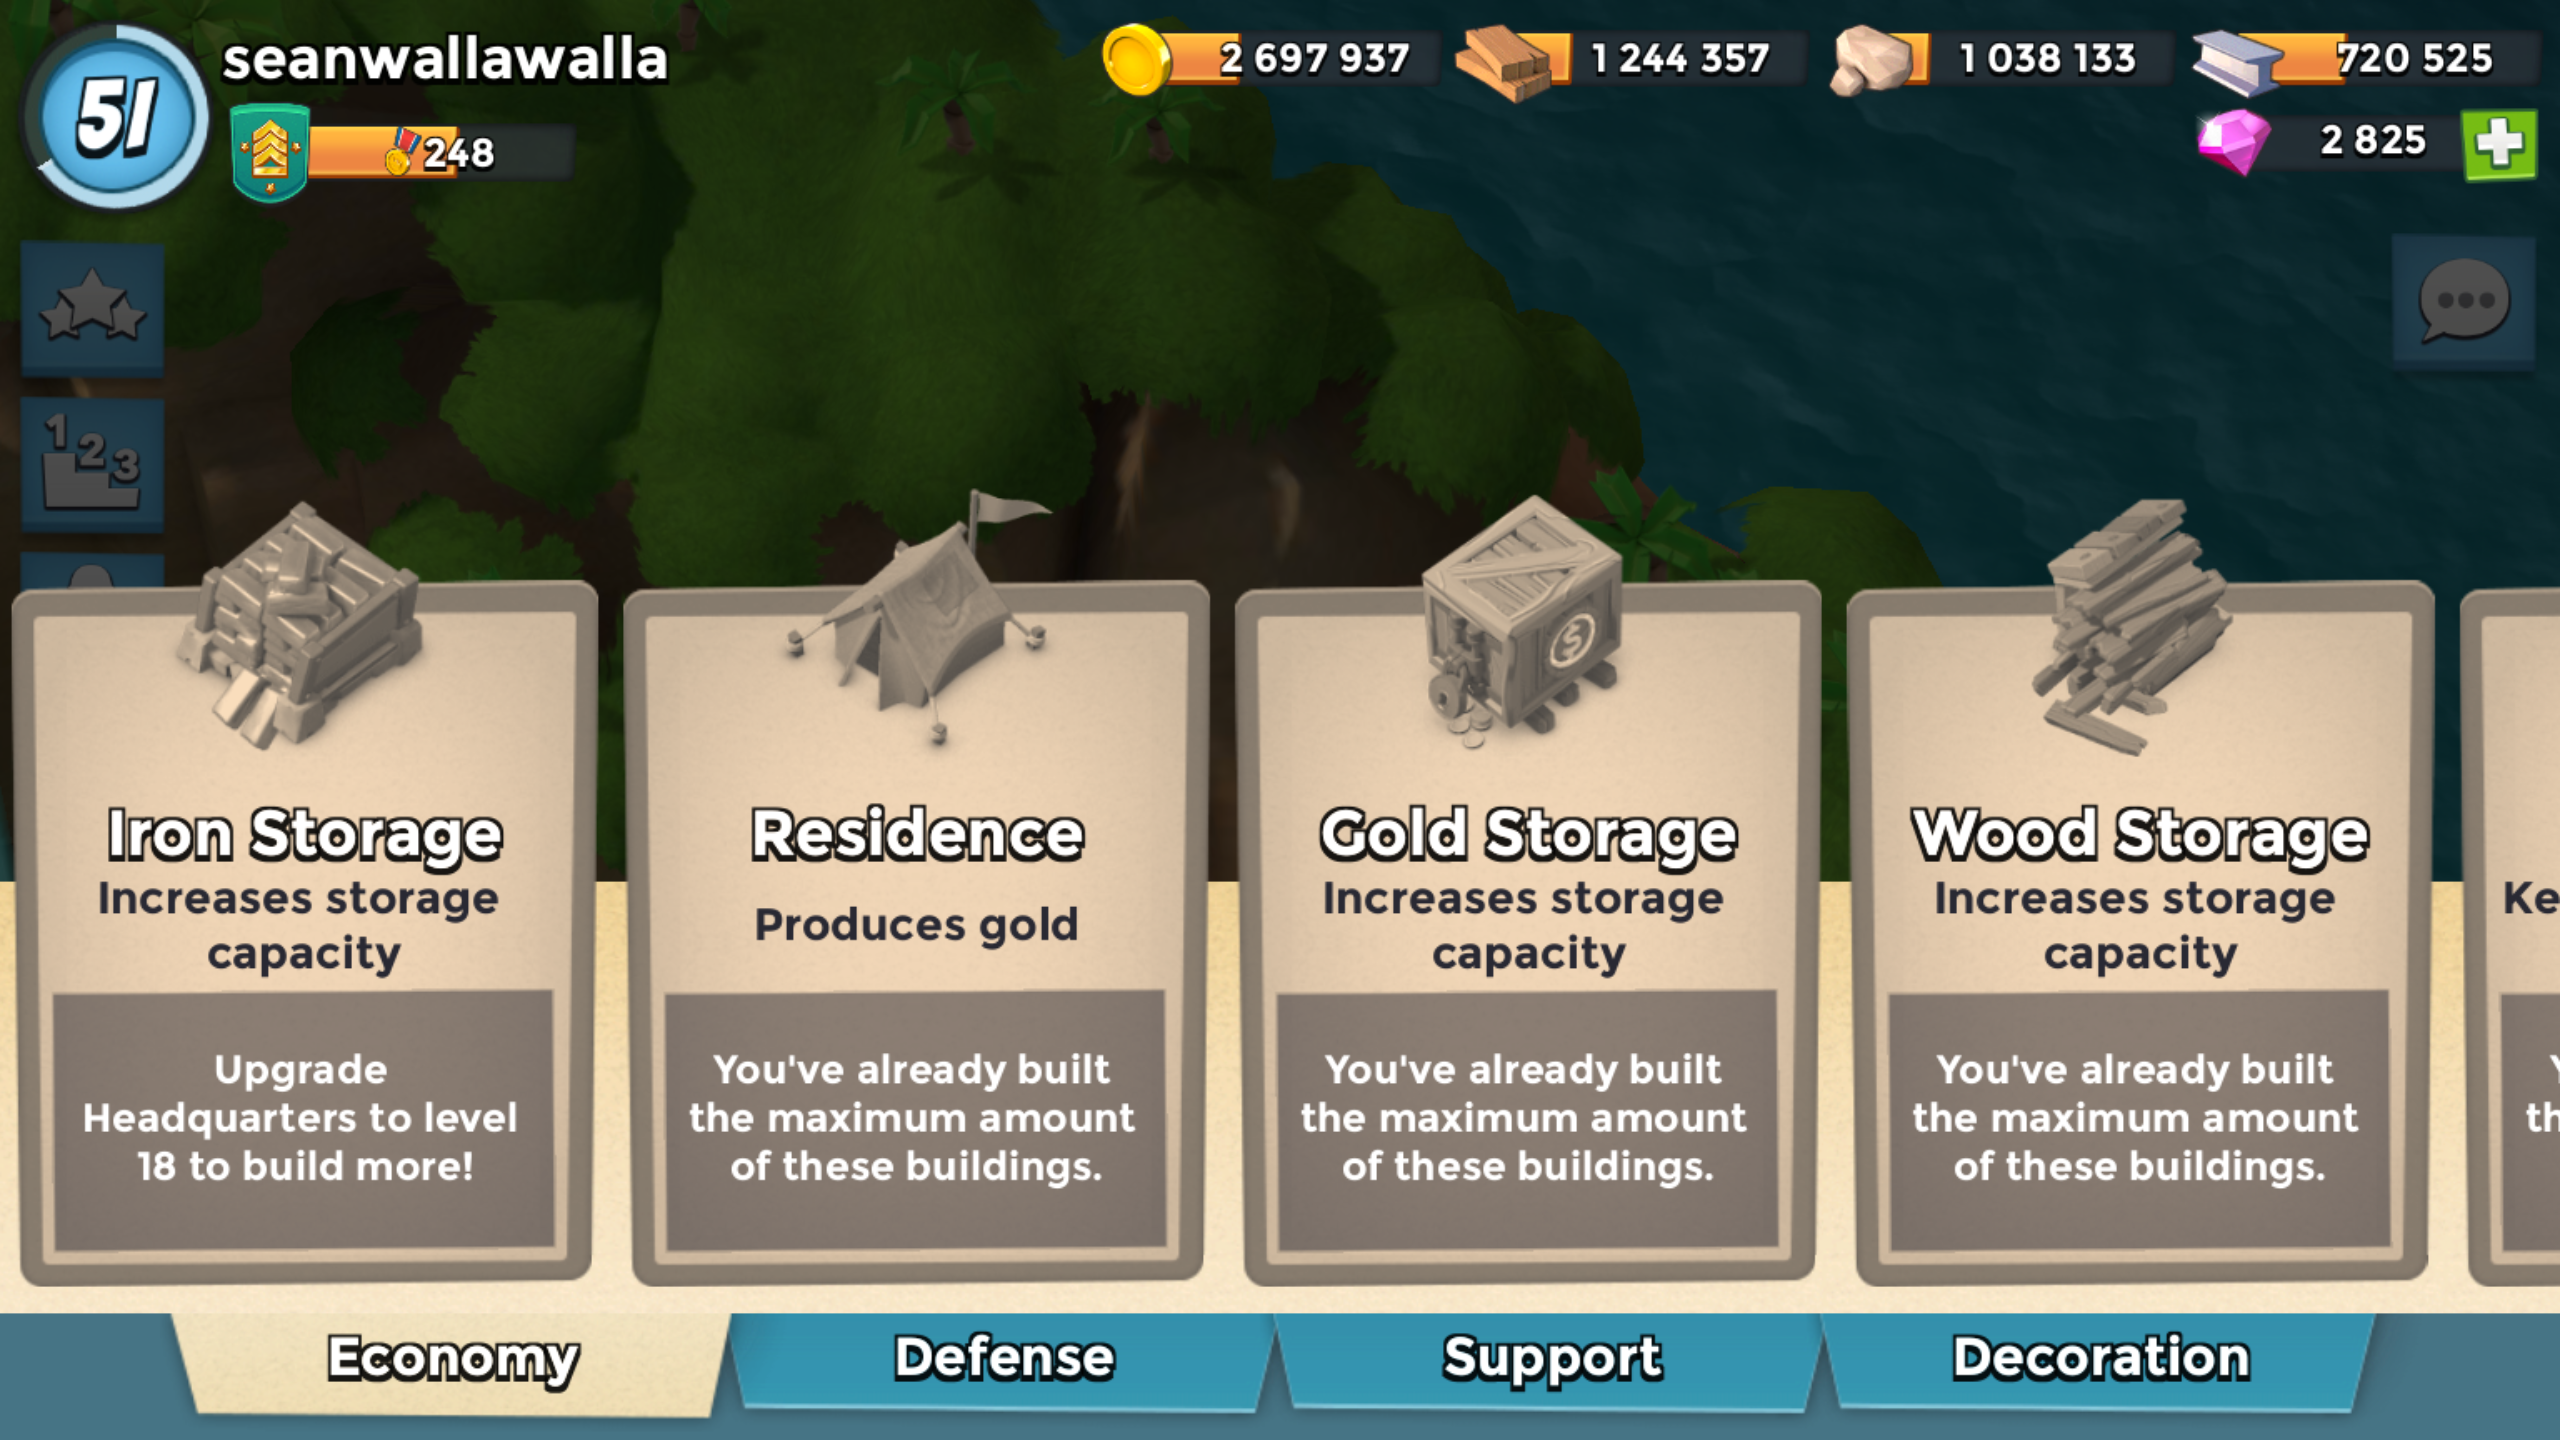 51
seanwallawalla
248
2 697 937
1 244 357
1 038 133
720 525
2 825
1 2 3
Iron Storage
Increases storage
capacity
Upgrade
Headquarters to level
18 to build more!
Residence
Produces gold
You've already built
the maximum amount
of these buildings.
Gold Storage
Increases storage
capacity
You've already built
the maximum amount
of these buildings.
Wood Storage
Increases storage
capacity
You've already built
the maximum amount
of these buildings.
Economy
Defense
Support
Decoration